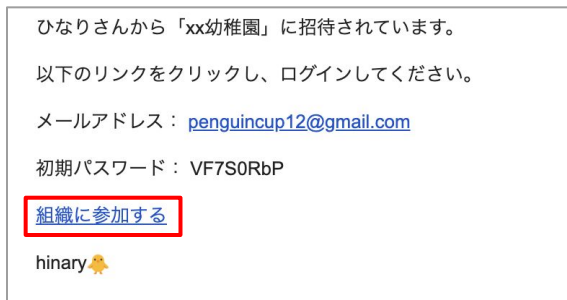 ひなりさんから「xx幼稚園」に招待されています。
以下のリンクをクリックし、ログインしてください。
メールアドレス： penguincup12@gmail.com
初期パスワード： VF7S0RbP
組織に参加する
hinary🐥